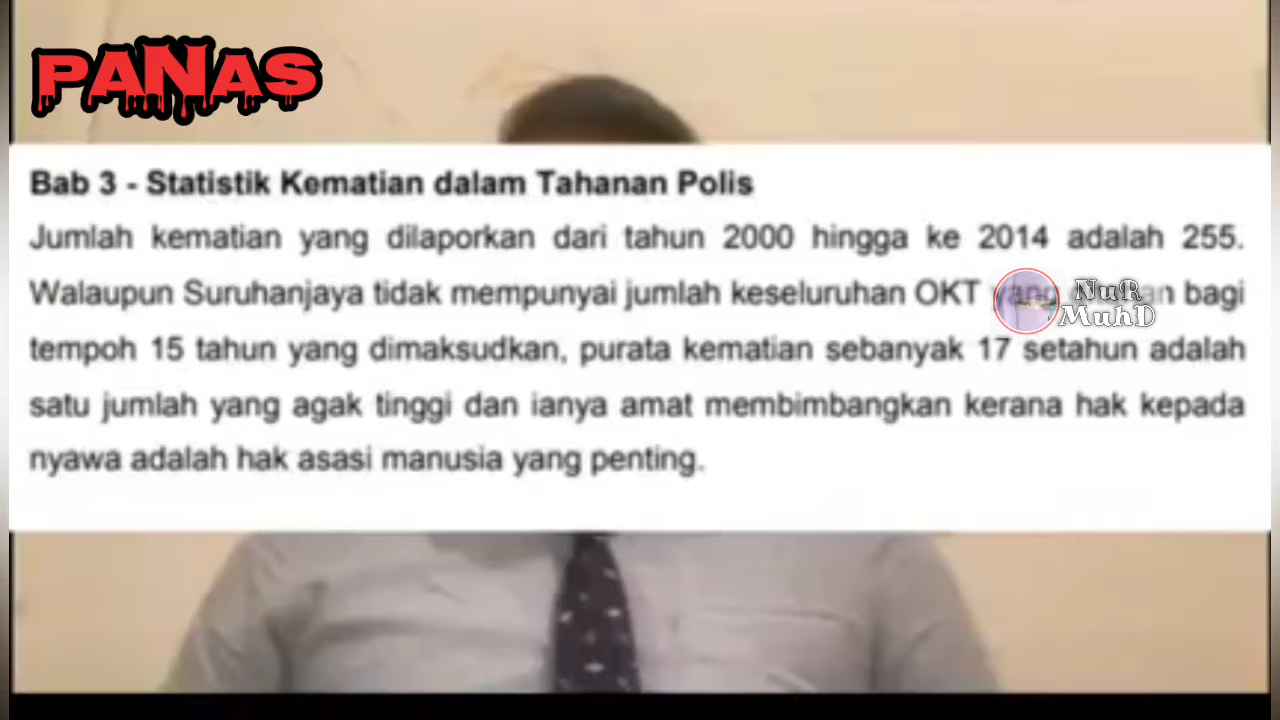 PANAS
Bab 3 - Statistik Kematian dalam Tahanan Polis
Jumlah kematian yang dilaporkan dari tahun 2000 hingga ke 2014 adalah 255.
Walaupun Suruhanjaya tidak mempunyai jumlah keseluruhan OKT yang bagi
NuR
MuhD
tempoh 15 tahun yang dimaksudkan, purata kematian sebanyak 17 setahun adalah
satu jumlah yang agak tinggi dan ianya amat membimbangkan kerana hak kepada
nyawa adalah hak asasi manusia yang penting.